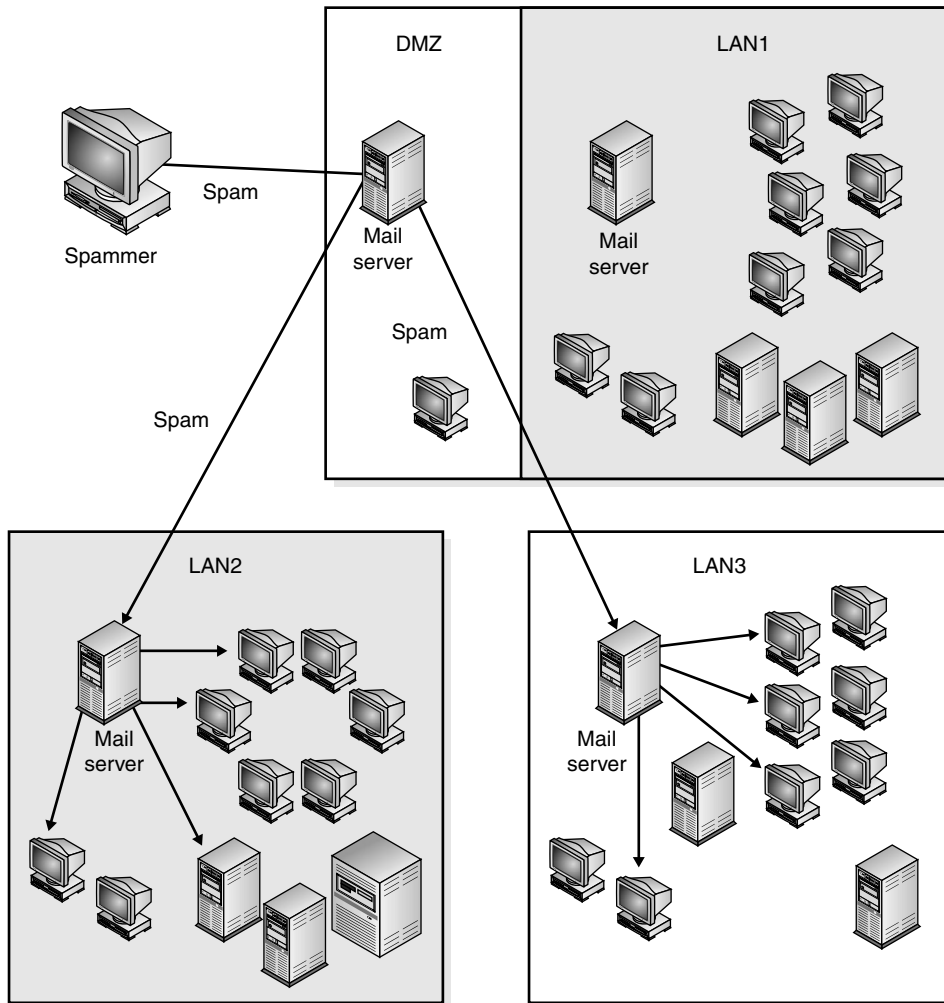 DMZ
LAN1
Spam
Spammer
Mail
server
Mail
server
Spam
Spam
LAN2
LAN3
Mail
server
Mail
server